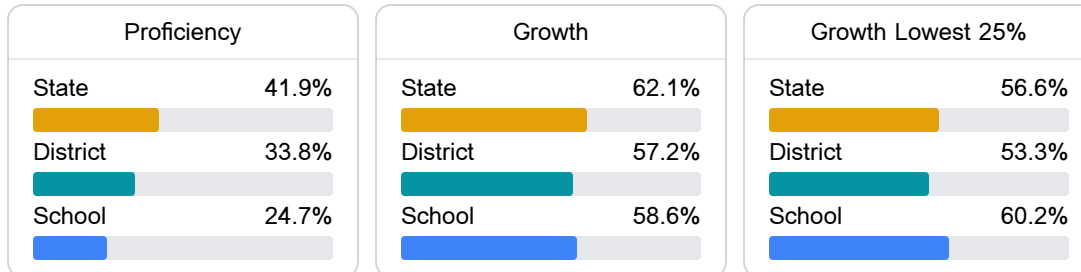 Proficiency
State 41.9%
District 33.8%
School 24.7%
Growth
State 62.1%
District 57.2%
School 58.6%
Growth Lowest 25%
State 56.6%
District 53.3%
School 60.2%